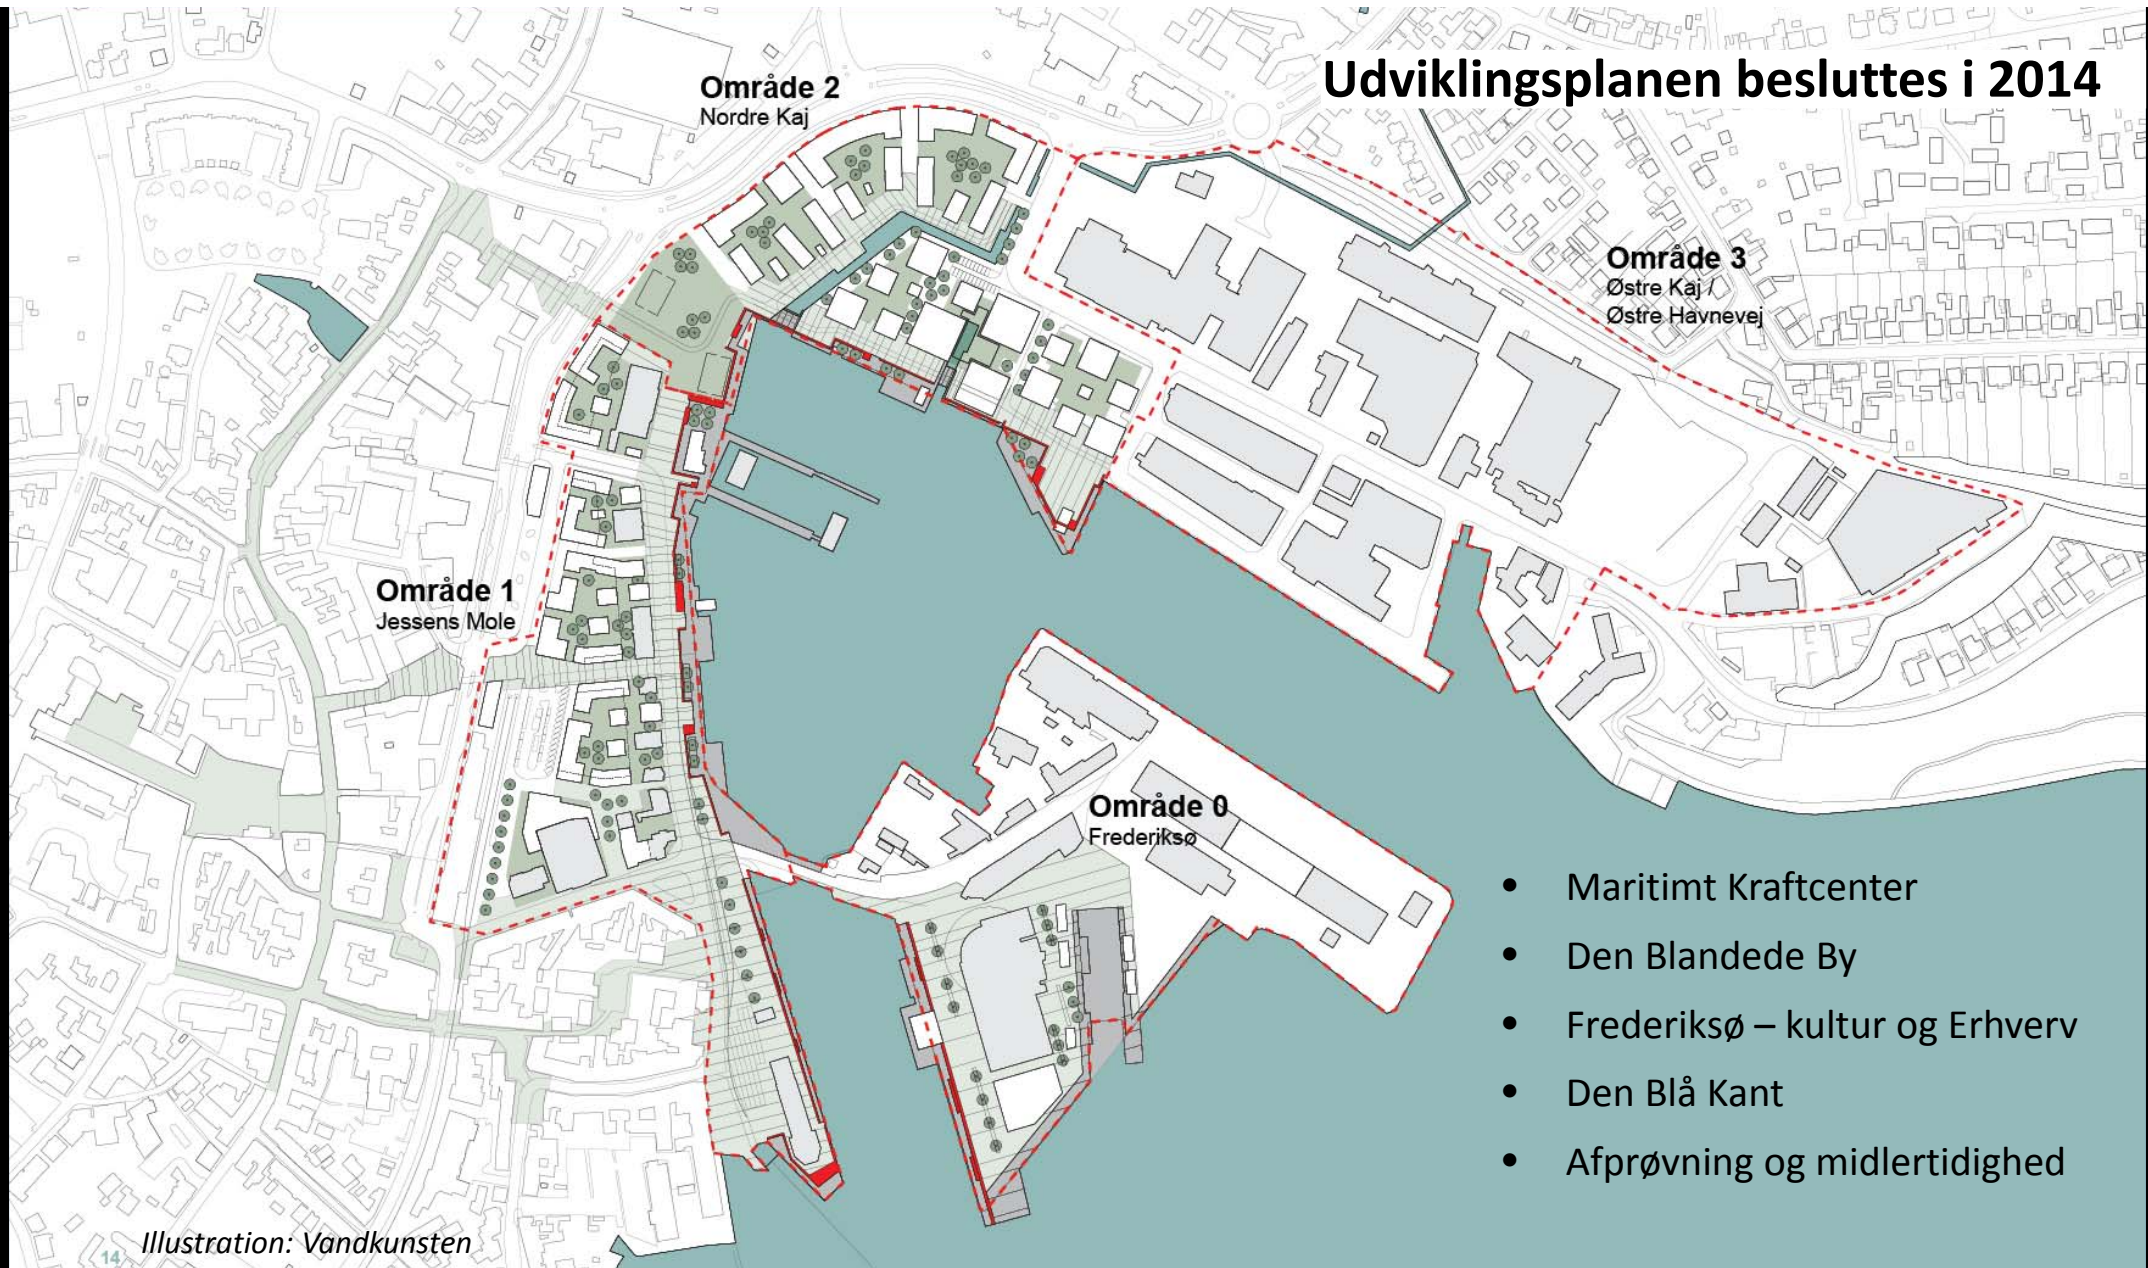 Udviklingsplanen besluttes i 2014
Område 2
Nordre Kaj
Område 3
Østre Kaj /
Østre Havnevej
Område 1
Jessens Mole
Område 0
Frederiksø
• Maritimt Kraftcenter
• Den Blandede By
• Frederiksø – kultur og Erhverv
• Den Blå Kant
• Afprøvning og midlertidighed
14
Illustration: Vandkunsten